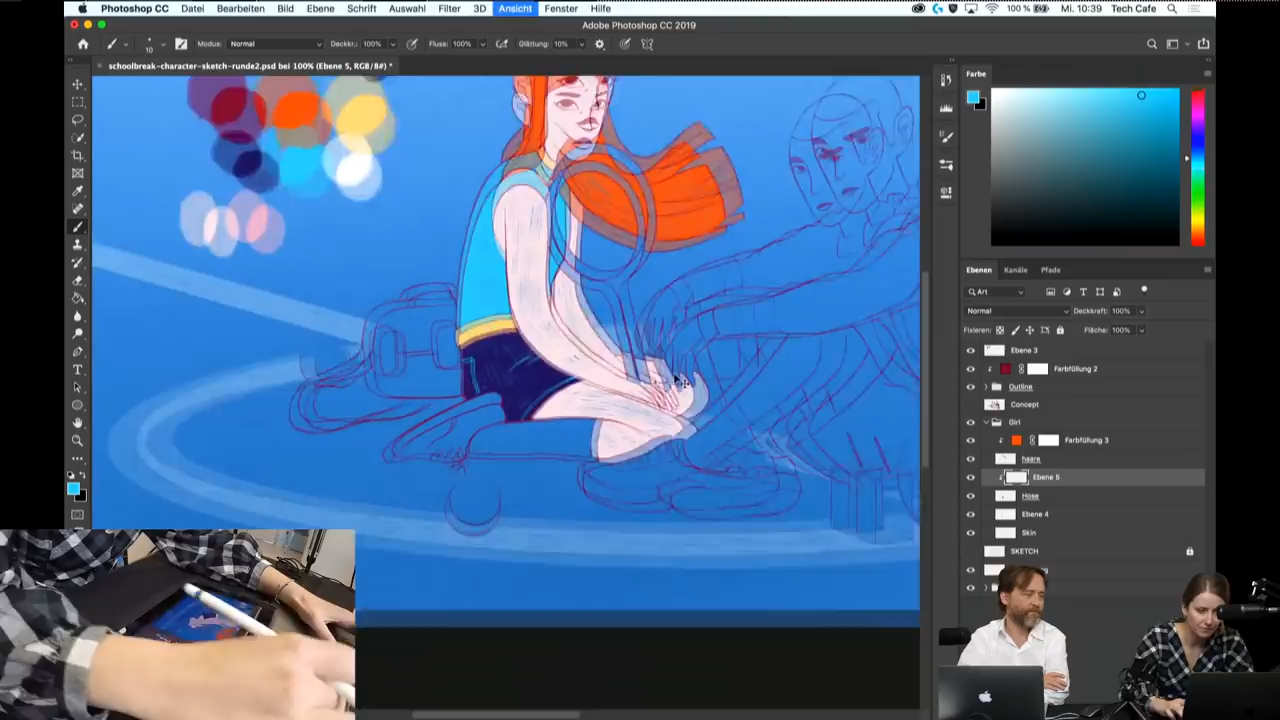 Photoshop CC Datei Bearbeiten Bild Ebene Schrift Auswahl Filter 3D Ansicht Fenster Hilfe 100 % Mi. 10:39 Tech Cafe
Adobe Photoshop CC 2019
10 Modus: Normal Deckkr.: 100% Fluss: 100% Glättung: 10%
schoolbreak-character-sketch-runde2.psd bei 100% (Ebene 5, RGB/8#) *
Farbe
Ebenen Kanäle Pfade
Art
Normal Deckkraft: 100%
Fixieren: Fläche: 100%
Ebene 3
Farbfüllung 2
Outline
Concept
Girl
Farbfüllung 3
haare
Ebene 5
Hose
Ebene 4
Skin
SKETCH